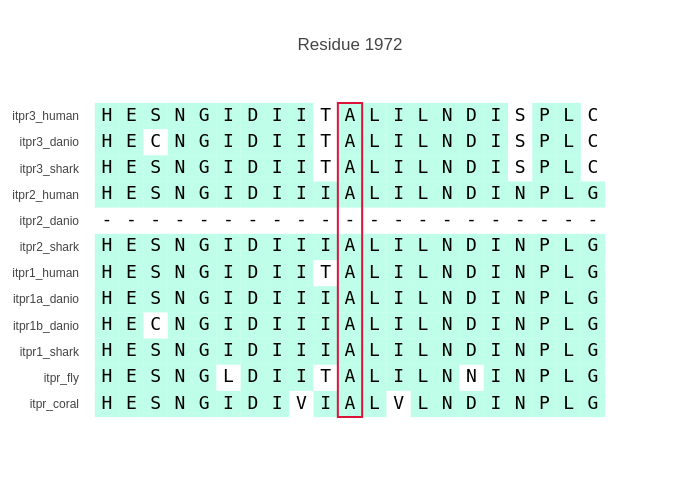 Residue 1972
itpr3_human H E S N G I D I I T A L I L N D I S P L C
itpr3_danio H E C N G I D I I T A L I L N D I S P L C
itpr3_shark H E S N G I D I I T A L I L N D I S P L C
itpr2_human H E S N G I D I I I A L I L N D I N P L G
itpr2_danio - - - - - - - - - - - - - - - - - - - - -
itpr2_shark H E S N G I D I I I A L I L N D I N P L G
itpr1_human H E S N G I D I I T A L I L N D I N P L G
itpr1a_danio H E S N G I D I I I A L I L N D I N P L G
itpr1b_danio H E C N G I D I I I A L I L N D I N P L G
itpr1_shark H E S N G I D I I I A L I L N D I N P L G
itpr_fly H E S N G L D I I T A L I L N N I N P L G
itpr_coral H E S N G I D I V I A L V L N D I N P L G